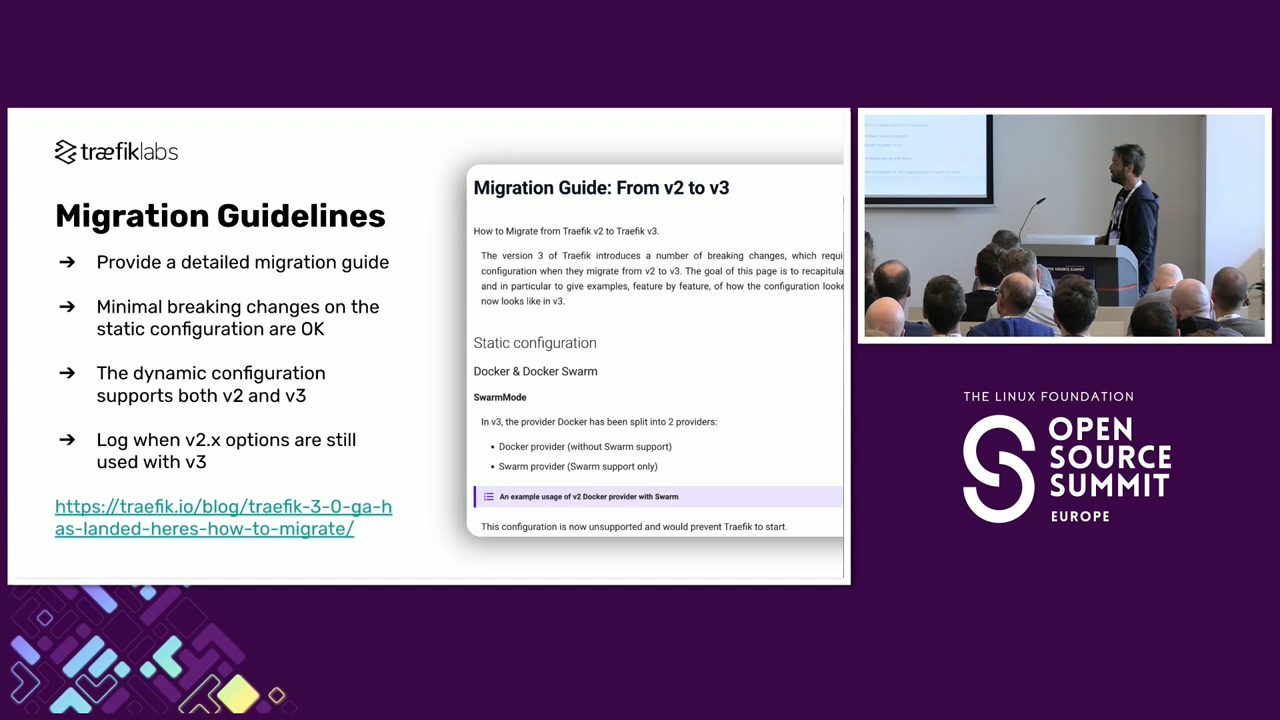 træfiklabs
Migration Guidelines
➔ Provide a detailed migration guide
➔ Minimal breaking changes on the
static configuration are OK
➔ The dynamic configuration
supports both v2 and v3
➔ Log when v2.x options are still
used with v3
https://traefik.io/blog/traefik-3-0-ga-h
as-landed-heres-how-to-migrate/
Migration Guide: From v2 to v3
How to Migrate from Traefik v2 to Traefik v3.
The version 3 of Traefik introduces a number of breaking changes, which requi
configuration when they migrate from v2 to v3. The goal of this page is to recapitula
and in particular to give examples, feature by feature, of how the configuration looke
now looks like in v3.
Static configuration
Docker & Docker Swarm
SwarmMode
In v3, the provider Docker has been split into 2 providers:
• Docker provider (without Swarm support)
• Swarm provider (Swarm support only)
An example usage of v2 Docker provider with Swarm
This configuration is now unsupported and would prevent Traefik to start.
OPEN SOURCE SUMMIT
THE LINUX FOUNDATION
OPEN
SOURCE
SUMMIT
EUROPE